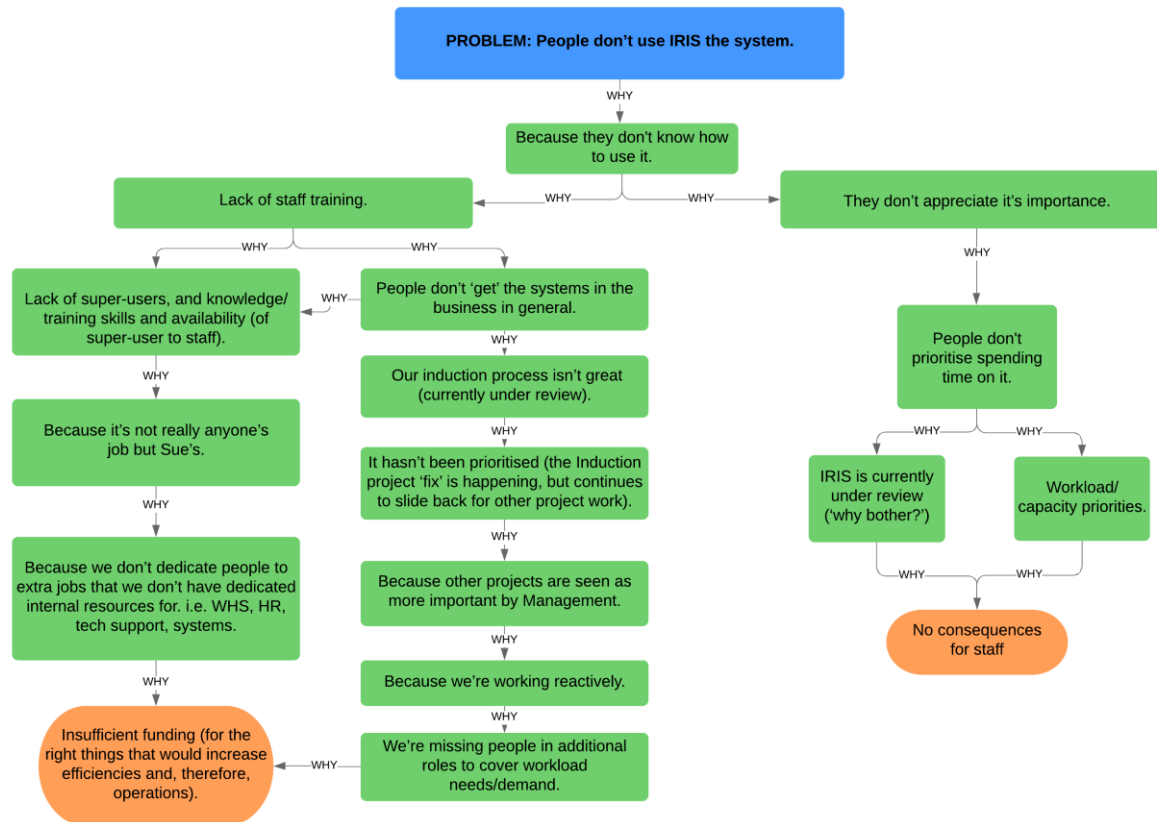 PROBLEM: People don't use IRIS the system.
WHY
Because they don't know how
to use it.
WHY
WHY
Lack of staff training.
They don't appreciate it's importance.
WHY
WHY
WHY
Lack of super-users, and knowledge/
training skills and availability (of
super-user to staff).
WHY
People don't ‘get’ the systems in the
business in general.
People don't
prioritise spending
time on it.
WHY
WHY
Our induction process isn't great
(currently under review).
Because it's not really anyone's
job but Sue's.
WHY
WHY
WHY
It hasn't been prioritised (the Induction
project ‘fix’ is happening, but continues
to slide back for other project work).
IRIS is currently
under review
(‘why bother?’)
Workload/
capacity priorities.
WHY
WHY
Because we don't dedicate people to
extra jobs that we don't have dedicated
internal resources for. i.e. WHS, HR,
tech support, systems.
Because other projects are seen as
more important by Management.
WHY
WHY
No consequences
for staff
WHY
Because we're working reactively.
WHY
WHY
Insufficient funding (for the
right things that would increase
efficiencies and, therefore,
operations).
WHY
We're missing people in additional
roles to cover workload
needs/demand.